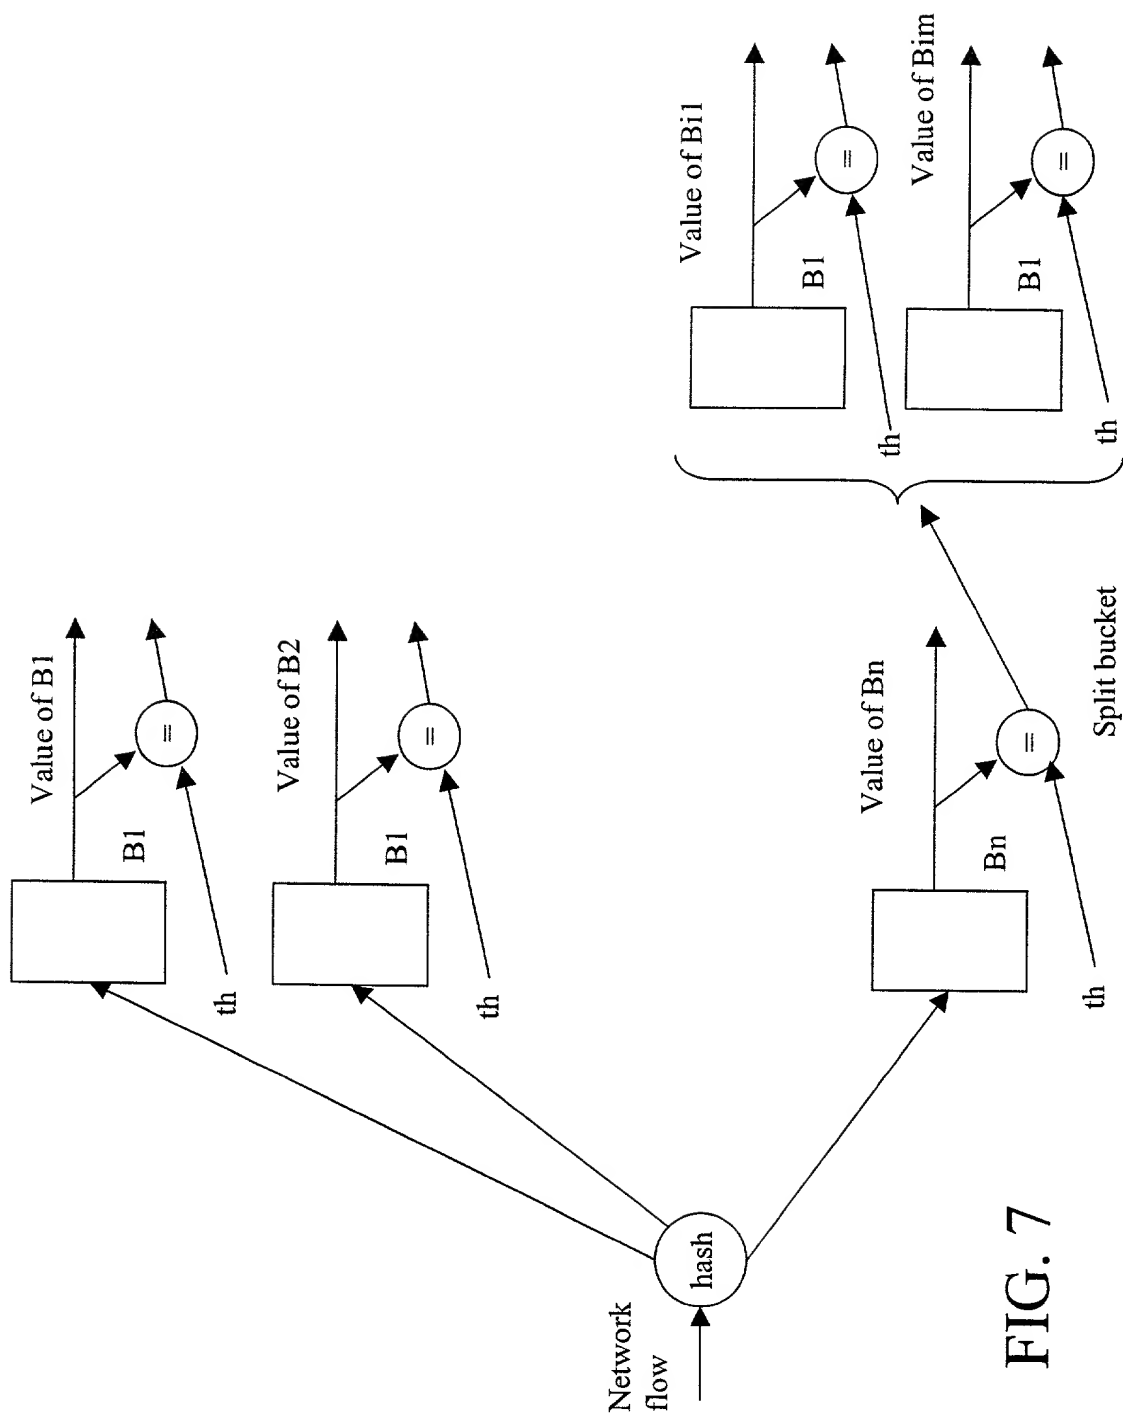 Network
flow
hash
Value of B1
B1
=
th
Value of B2
B1
=
th
Value of Bn
Bn
=
th
Split bucket
Value of Bi1
B1
=
th
Value of Bim
B1
=
th
FIG. 7